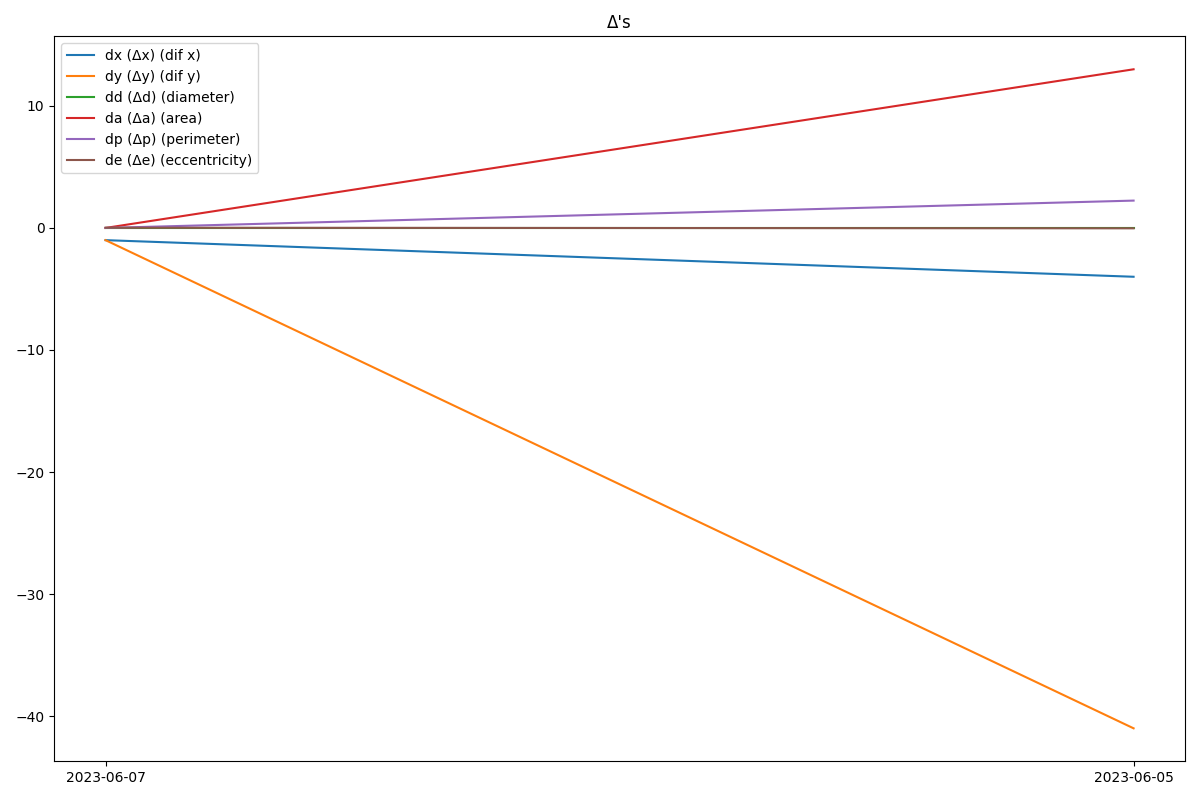 Δ's
dx (Δx) (dif x)
dy (Δy) (dif y)
dd (Δd) (diameter)
da (Δa) (area)
dp (Δp) (perimeter)
de (Δe) (eccentricity)
10
0
−10
−20
−30
−40
2023-06-07
2023-06-05